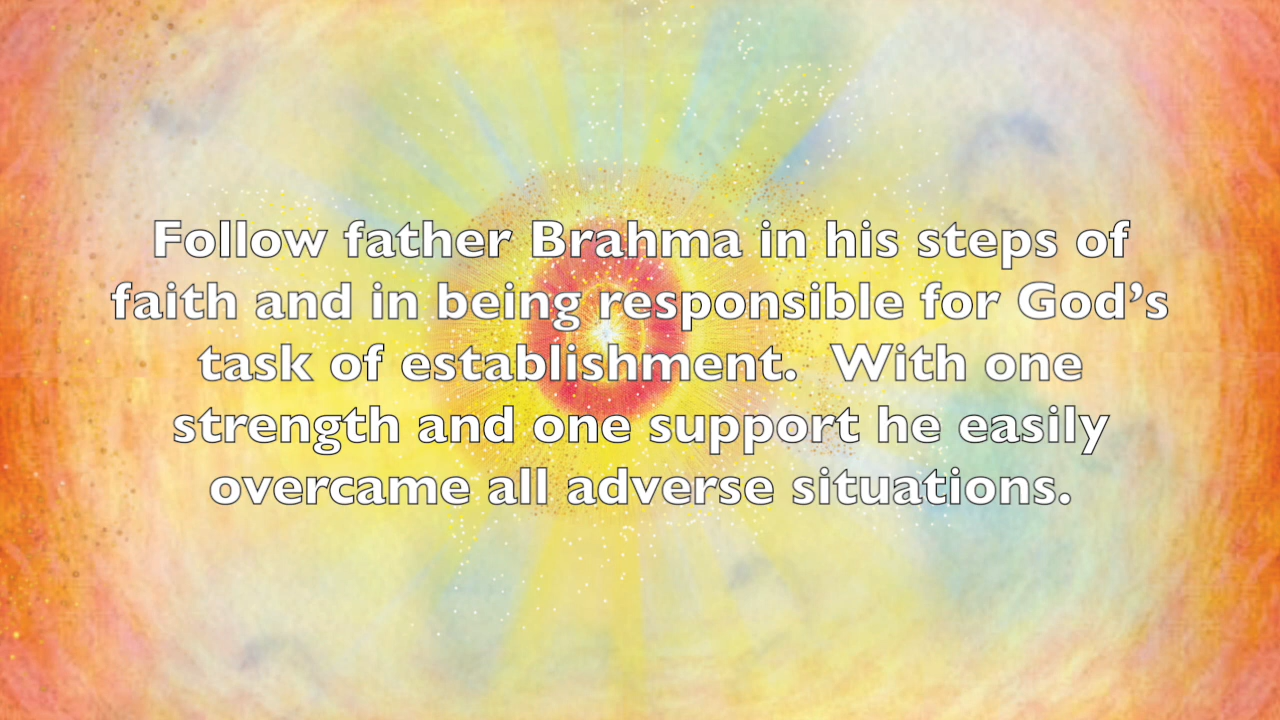 Follow father Brahma in his steps of
faith and in being responsible for God’s
task of establishment.  With one
strength and one support he easily
overcame all adverse situations.